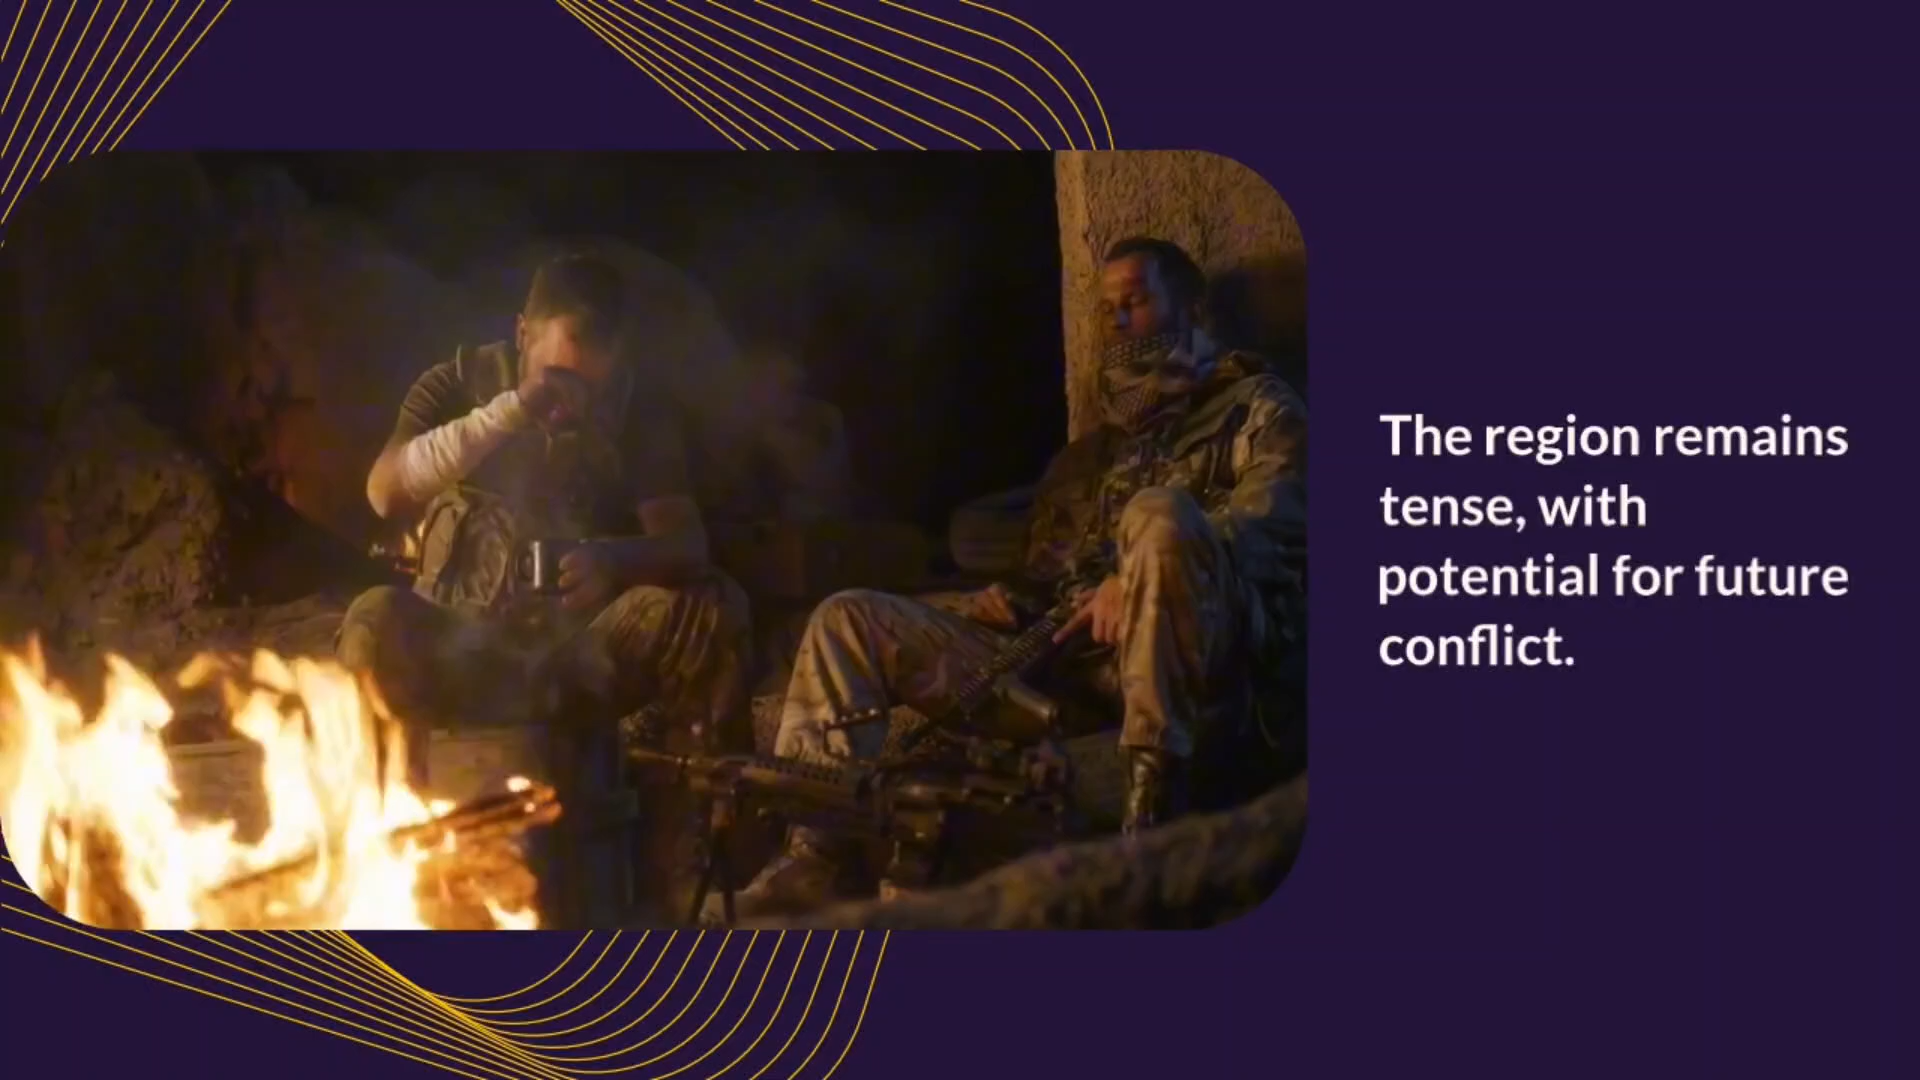 The region remains
tense, with
potential for future
conflict.